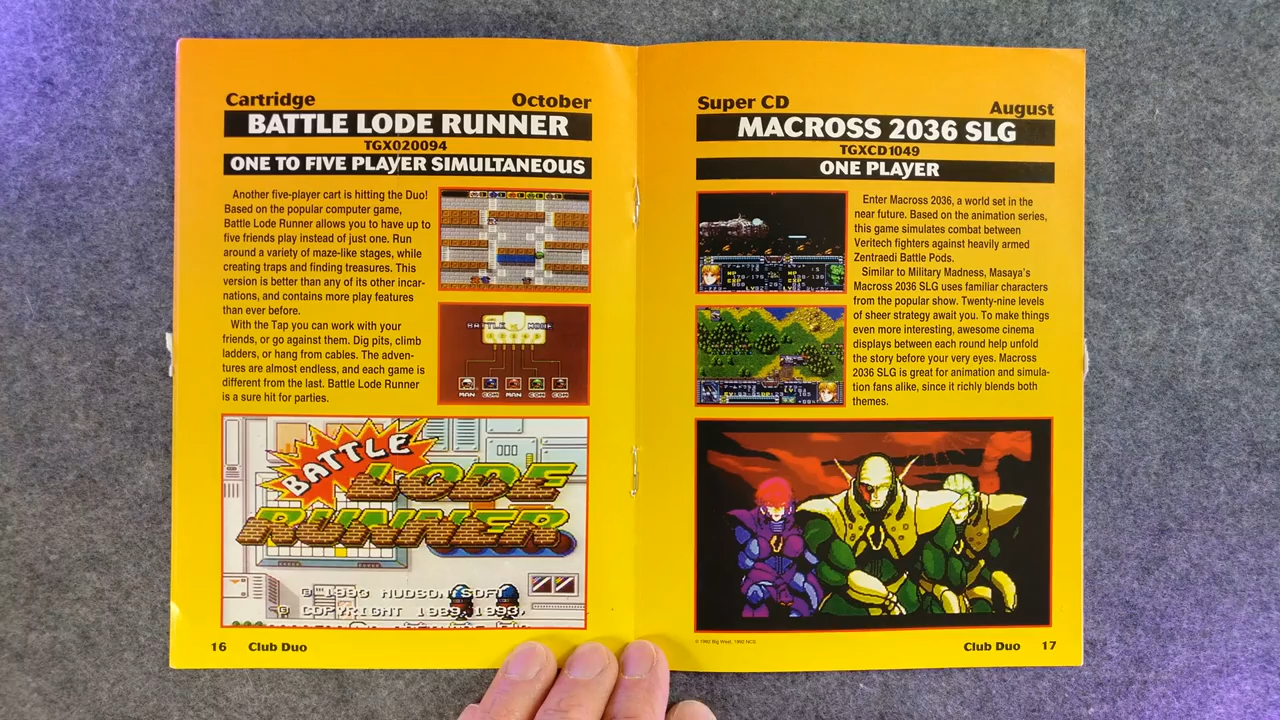 Cartridge October
BATTLE LODE RUNNER
TGX020094
ONE TO FIVE PLAYER SIMULTANEOUS
Another five-player cart is hitting the Duo!
Based on the popular computer game,
Battle Lode Runner allows you to have up to
five friends play instead of just one. Run
around a variety of maze-like stages, while
creating traps and finding treasures. This
version is better than any of its other incar-
nations, and contains more play features
than ever before.
With the Tap you can work with your
friends, or go against them. Dig pits, climb
ladders, or hang from cables. The adven-
tures are almost endless, and each game is
different from the last. Battle Lode Runner
is a sure hit for parties.
BATTLE MODE
MAN COM MAN COM COM
BATTLE
LODE
RUNNER
© 1993 HUDSON SOFT
© COPYRIGHT 1989,1993,
16 Club Duo
Super CD August
MACROSS 2036 SLG
TGXCD1049
ONE PLAYER
Enter Macross 2036, a world set in the
near future. Based on the animation series,
this game simulates combat between
Veritech fighters against heavily armed
Zentraedi Battle Pods.
Similar to Military Madness, Masaya's
Macross 2036 SLG uses familiar characters
from the popular show. Twenty-nine levels
of sheer strategy await you. To make things
even more interesting, awesome cinema
displays between each round help unfold
the story before your very eyes. Macross
2036 SLG is great for animation and simula-
tion fans alike, since it richly blends both
themes.
© 1992 Big West, 1992 NCS
Club Duo 17